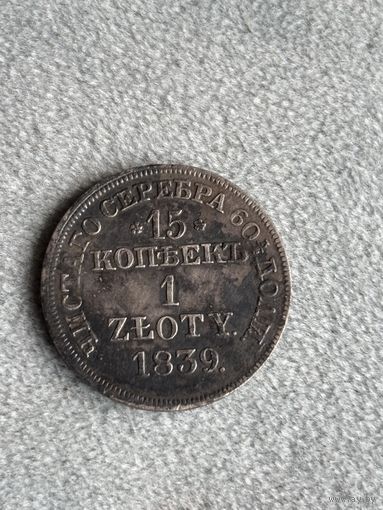 ЧИСТАГО СЕРЕБРА 60 ДОЛИ
15
КОПѢЕКЪ
1
ZŁOTY.
1839.